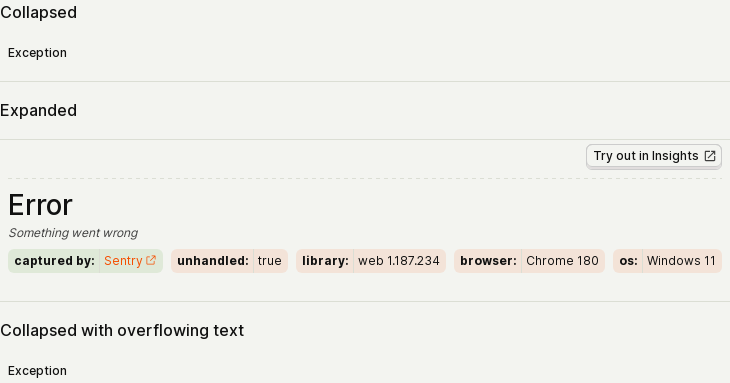 Collapsed
Exception
Expanded
Try out in Insights
Error
Something went wrong
captured by: Sentry unhandled: true library: web 1.187.234 browser: Chrome 180 os: Windows 11
Collapsed with overflowing text
Exception